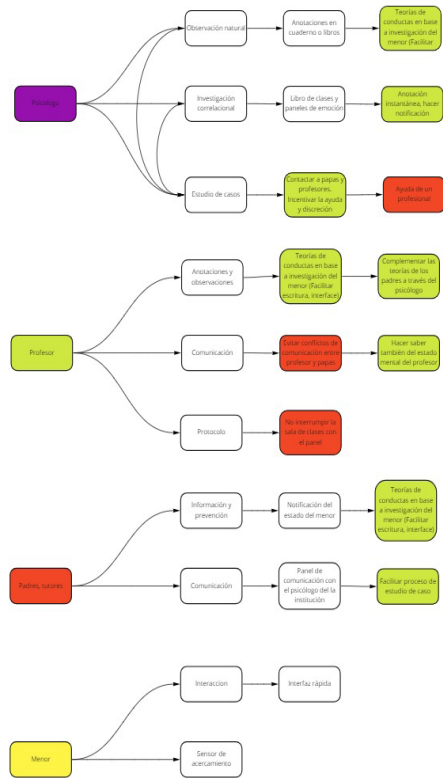 Observación natural
Anotaciones en
cuaderno o libros
Teorías de
conductas en base
a investigación del
menor (Facilitar
Psicólogo
Investigación
correlacional
Libro de clases y
paneles de emoción
Anotación
instantánea, hacer
notificación
Estudio de casos
Contactar a papas y
profesores.
Incentivar la ayuda
y discreción
Ayuda de un
profesional
Anotaciones y
observaciones
Teorías de
conductas en base
a investigación del
menor (Facilitar
escritura, interface)
Complementar las
teorías de los
padres a través del
psicólogo
Profesor
Comunicación
Evitar conflictos de
comunicación entre
profesor y papas
Hacer saber
también del estado
mental del profesor
Protocolo
No interrumpir la
sala de clases con
el panel
Información y
prevención
Notificación del
estado del menor
Teorías de
conductas en base
a investigación del
menor (Facilitar
escritura, interface)
Padres, tutores
Comunicación
Panel de
comunicación con
el psicólogo del la
institución
Facilitar proceso de
estudio de caso
Interaccion
Interfaz rápida
Menor
Sensor de
acercamiento